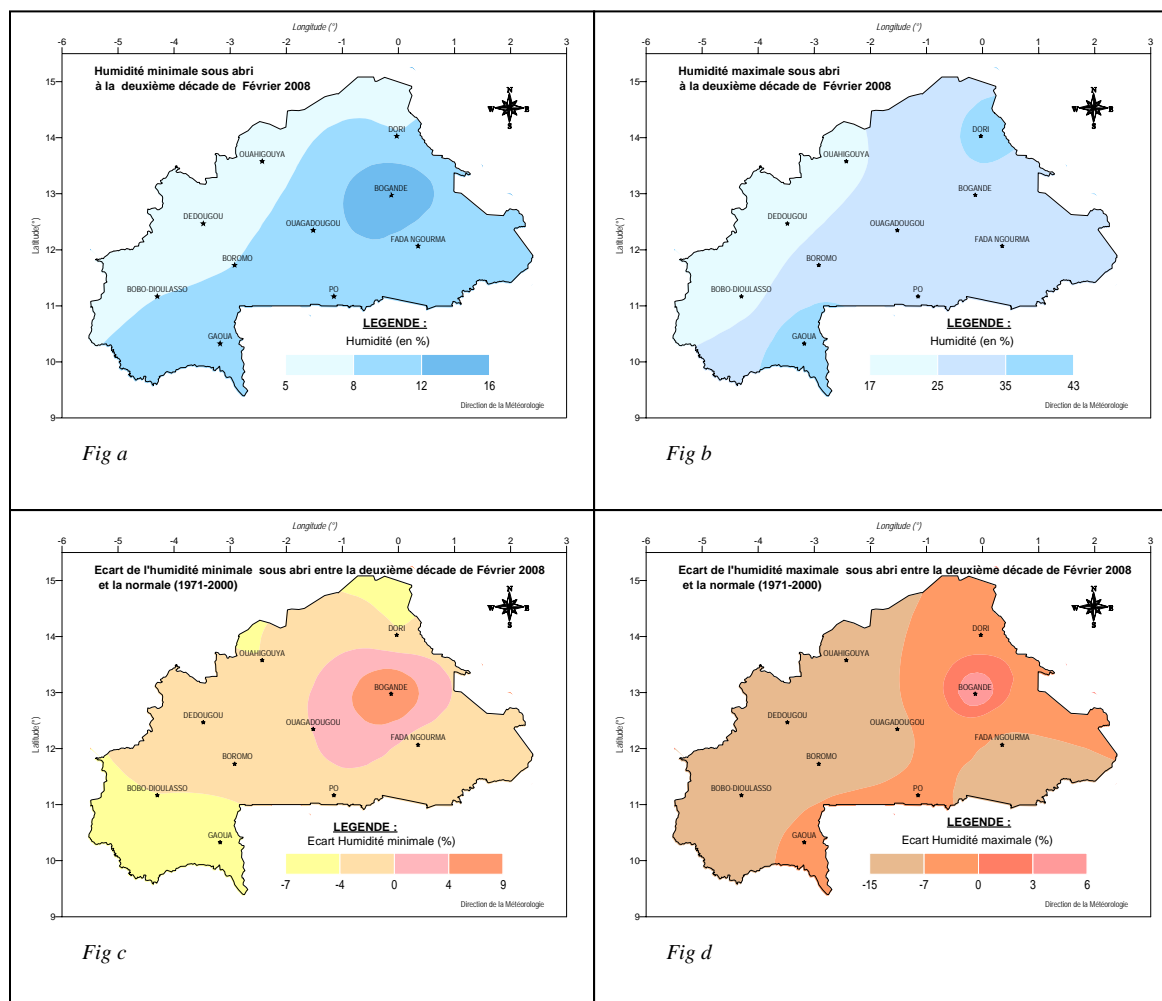 Longitude (°)
-6 -5 -4 -3 -2 -1 0 1 2 3
Humidité minimale sous abri
à la deuxième décade de Février 2008
15
14
13
12
11
10
9
Latitude(°)
N
W E
S
DORI
OUAHIGOUYA
BOGANDE
DEDOUGOU
OUAGADOUGOU
FADA NGOURMA
BOROMO
BOBO-DIOULASSO
PO
GAOUA
LEGENDE :
Humidité (en %)
5 8 12 16
Direction de la Météorologie
Fig a
Longitude (°)
-6 -5 -4 -3 -2 -1 0 1 2 3
Humidité maximale sous abri
à la deuxième décade de Février 2008
15
14
13
12
11
10
9
Latitude(°)
N
W E
S
DORI
OUAHIGOUYA
BOGANDE
DEDOUGOU
OUAGADOUGOU
FADA NGOURMA
BOROMO
BOBO-DIOULASSO
PO
GAOUA
LEGENDE :
Humidité (en %)
17 25 35 43
Direction de la Météorologie
Fig b
Longitude (°)
-6 -5 -4 -3 -2 -1 0 1 2 3
Ecart de l'humidité minimale sous abri entre la deuxième décade de Février 2008
et la normale (1971-2000)
15
14
13
12
11
10
9
Latitude(°)
N
W E
S
DORI
OUAHIGOUYA
BOGANDE
DEDOUGOU
OUAGADOUGOU
FADA NGOURMA
BOROMO
BOBO-DIOULASSO
PO
GAOUA
LEGENDE :
Ecart Humidité minimale (%)
-7 -4 0 4 9
Direction de la Météorologie
Fig c
Longitude (°)
-6 -5 -4 -3 -2 -1 0 1 2 3
Ecart de l'humidité maximale sous abri entre la deuxième décade de Février 2008
et la normale (1971-2000)
15
14
13
12
11
10
9
Latitude(°)
N
W E
S
DORI
OUAHIGOUYA
BOGANDE
DEDOUGOU
OUAGADOUGOU
FADA NGOURMA
BOROMO
BOBO-DIOULASSO
PO
GAOUA
LEGENDE :
Ecart Humidité maximale (%)
-15 -7 0 3 6
Direction de la Météorologie
Fig d